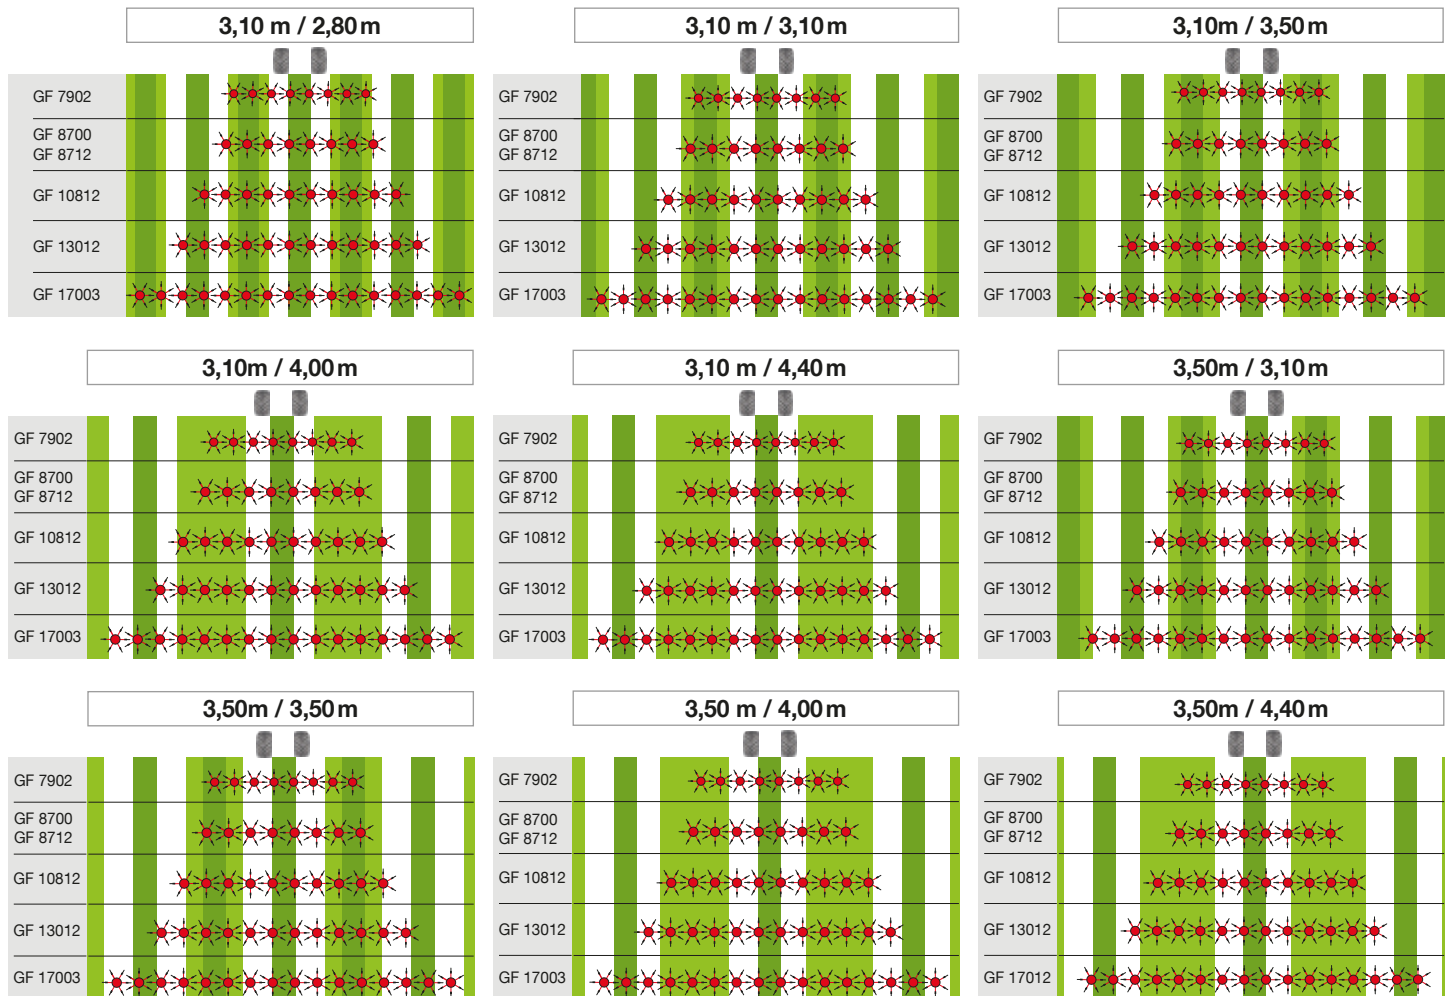 3,10 m / 2,80 m
GF 7902
GF 8700
GF 8712
GF 10812
GF 13012
GF 17003
3,10 m / 3,10 m
GF 7902
GF 8700
GF 8712
GF 10812
GF 13012
GF 17003
3,10m / 3,50 m
GF 7902
GF 8700
GF 8712
GF 10812
GF 13012
GF 17003
3,10m / 4,00 m
GF 7902
GF 8700
GF 8712
GF 10812
GF 13012
GF 17003
3,10 m / 4,40 m
GF 7902
GF 8700
GF 8712
GF 10812
GF 13012
GF 17003
3,50m / 3,10 m
GF 7902
GF 8700
GF 8712
GF 10812
GF 13012
GF 17003
3,50m / 3,50 m
GF 7902
GF 8700
GF 8712
GF 10812
GF 13012
GF 17003
3,50 m / 4,00 m
GF 7902
GF 8700
GF 8712
GF 10812
GF 13012
GF 17003
3,50m / 4,40 m
GF 7902
GF 8700
GF 8712
GF 10812
GF 13012
GF 17012